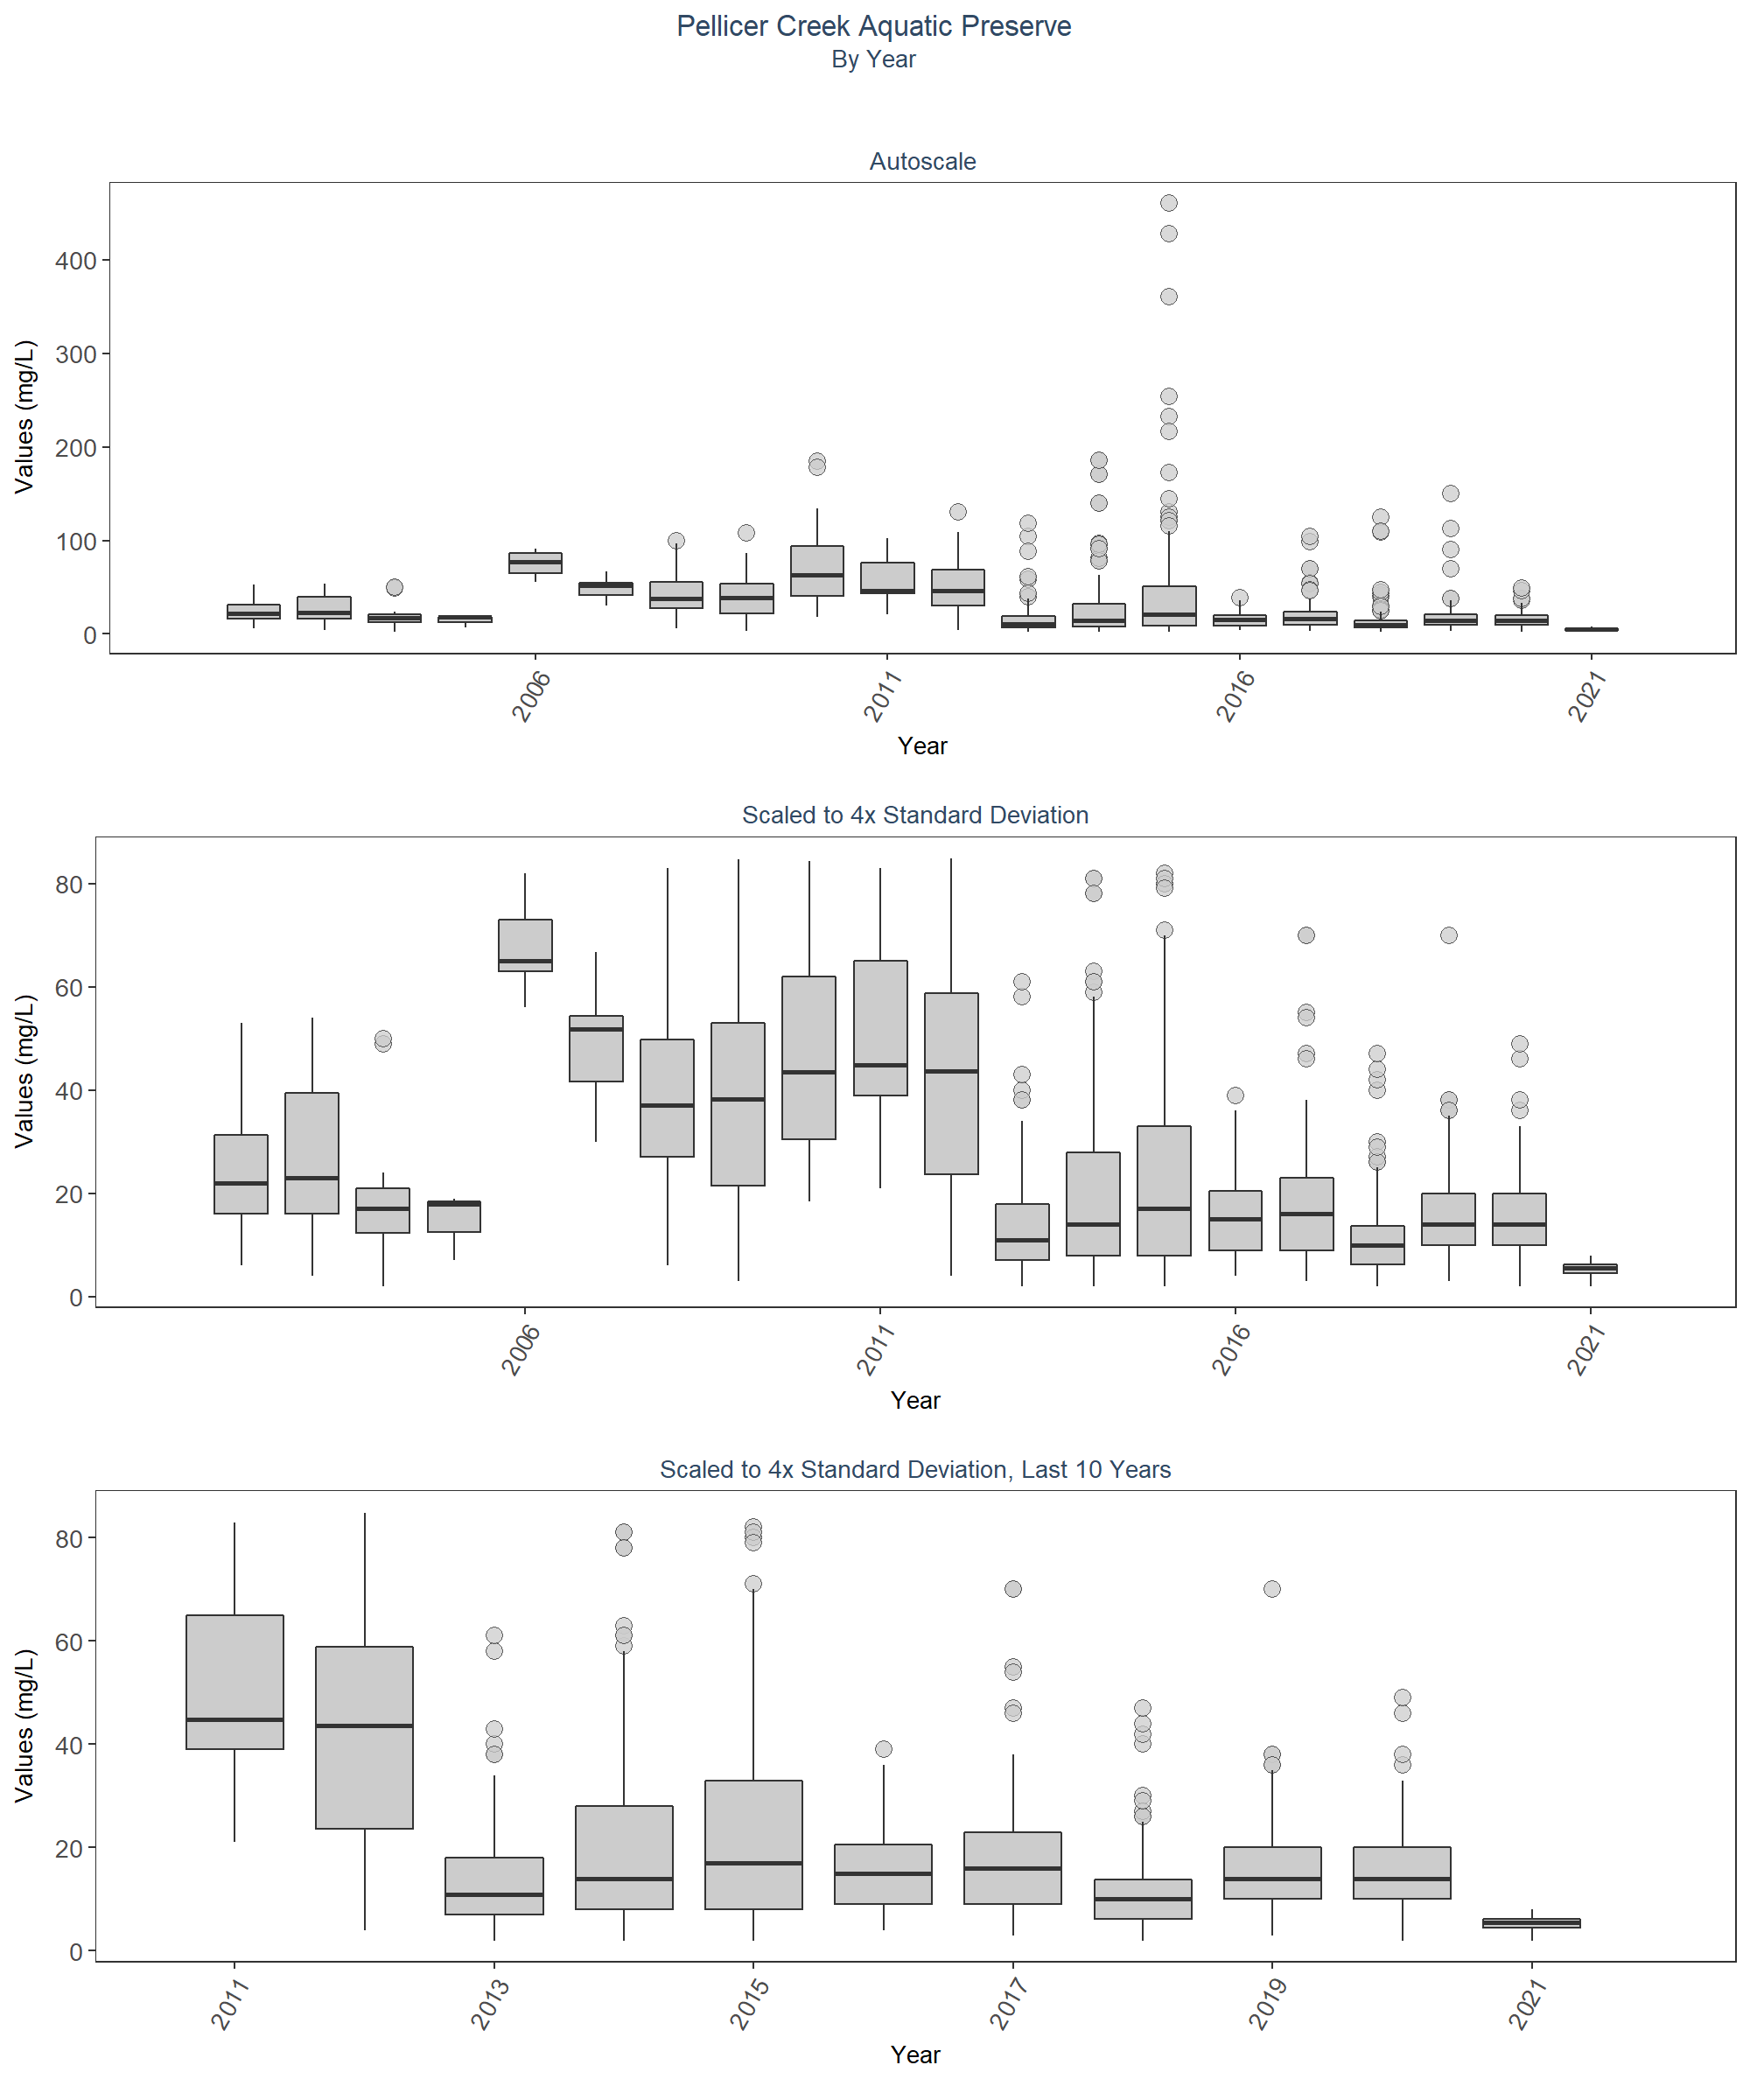 Pellicer Creek Aquatic Preserve
By Year
Autoscale
Values (mg/L)
400
300
200
100
0
2006 2011 2016 2021
Year
Scaled to 4x Standard Deviation
Values (mg/L)
80
60
40
20
0
2006 2011 2016 2021
Year
Scaled to 4x Standard Deviation, Last 10 Years
Values (mg/L)
80
60
40
20
0
2011 2013 2015 2017 2019 2021
Year